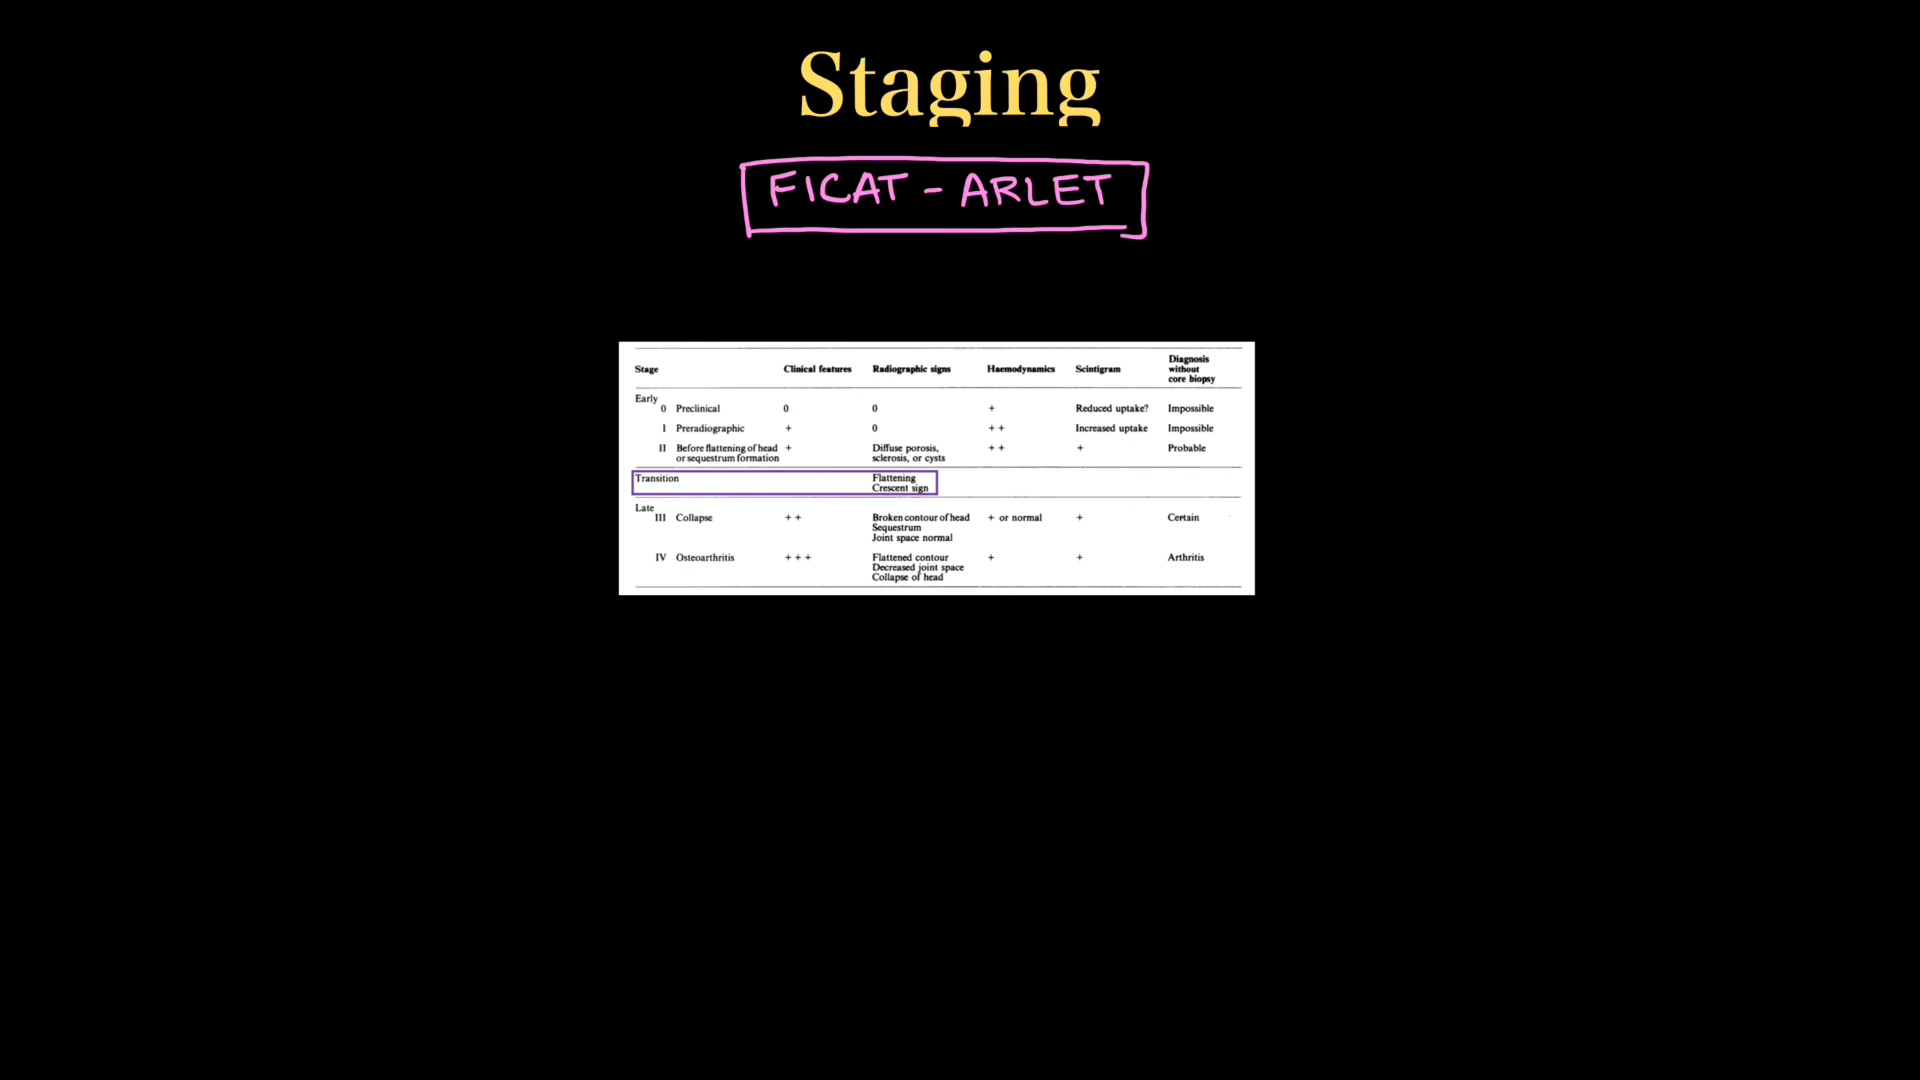 Staging
FICAT - ARLET
Stage Clinical features Radiographic signs Haemodynamics Scintigram Diagnosis without core biopsy
Early
0 Preclinical 0 0 + Reduced uptake? Impossible
I Preradiographic + 0 + + Increased uptake Impossible
II Before flattening of head + Diffuse porosis, + + + Probable
or sequestrum formation sclerosis, or cysts
Transition Flattening
Crescent sign
Late
III Collapse + + Broken contour of head + or normal + Certain
Sequestrum
Joint space normal
IV Osteoarthritis + + + Flattened contour + + Arthritis
Decreased joint space
Collapse of head